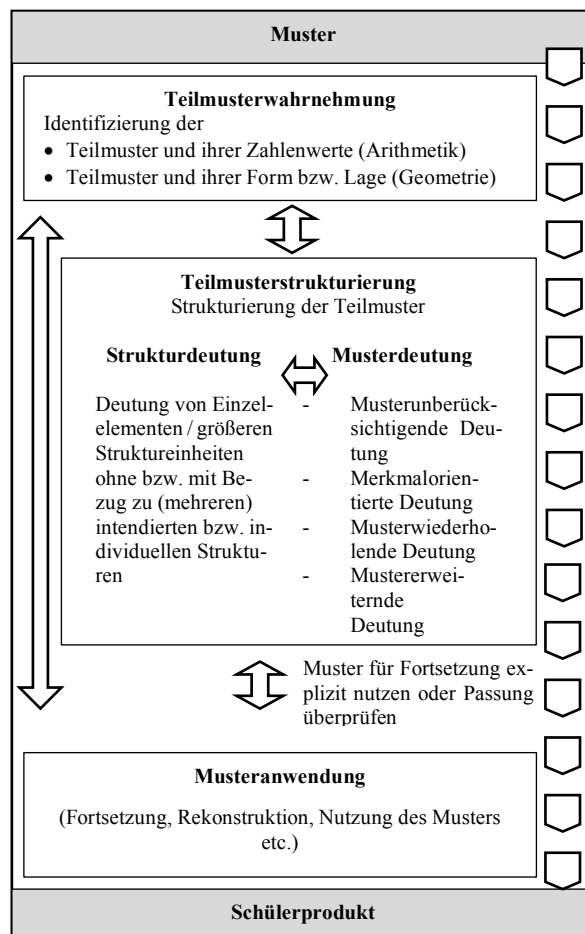 Muster
Teilmusterwahrnehmung
Identifizierung der
• Teilmuster und ihrer Zahlenwerte (Arithmetik)
• Teilmuster und ihrer Form bzw. Lage (Geometrie)
Teilmusterstrukturierung
Strukturierung der Teilmuster
Strukturdeutung
Deutung von Einzel-
elementen / größeren
Struktureinheiten
ohne bzw. mit Be-
zug zu (mehreren)
intendierten bzw. in-
dividuellen Struktu-
ren
Musterdeutung
- Musterunberück-
sichtigende Deu-
tung
- Merkmalorien-
tierte Deutung
- Musterwiederho-
lende Deutung
- Mustererwei-
ternde
Deutung
Muster für Fortsetzung ex-
plizit nutzen oder Passung
überprüfen
Musteranwendung
(Fortsetzung, Rekonstruktion, Nutzung des Musters
etc.)
Schülerprodukt